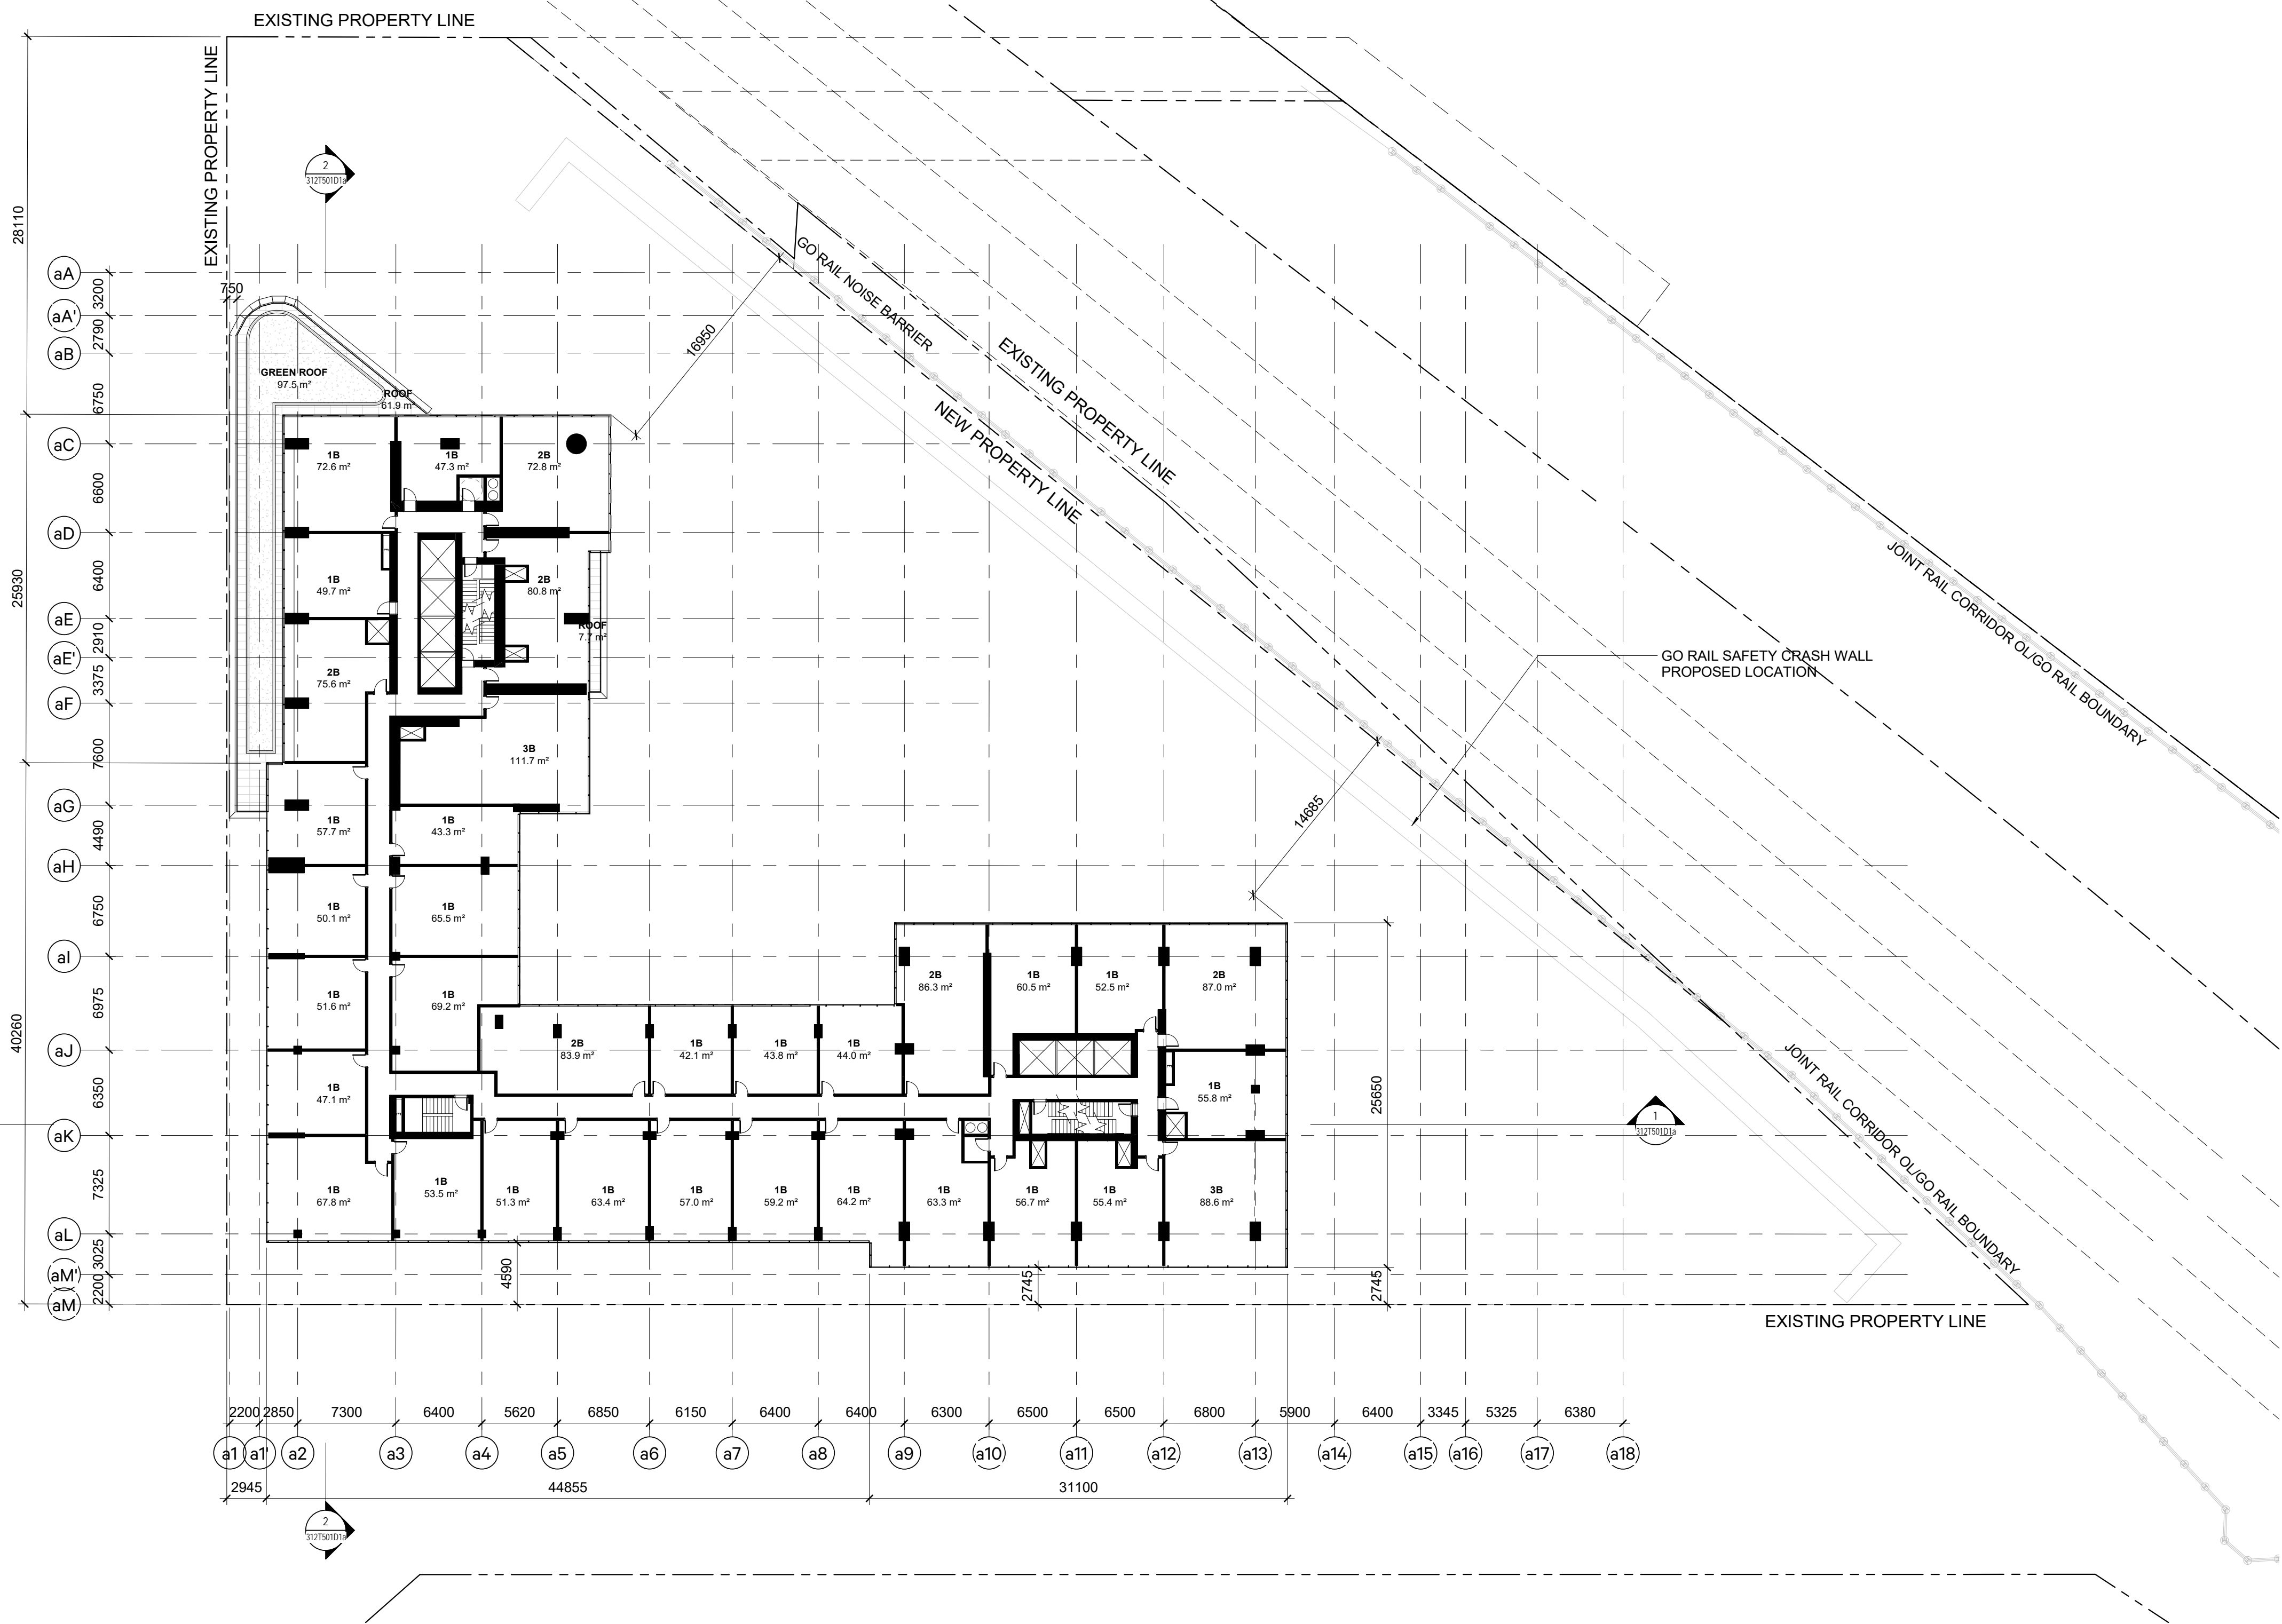 EXISTING PROPERTY LINE
EXISTING PROPERTY LINE
28110
25930
40260
2
312T501D1a
aA
aA'
aB
aC
aD
aE
aE'
aF
aG
aH
aI
aJ
aK
aL
aM'
aM
3200
2790
6750
6600
6400
2910
3375
7600
4490
6750
6975
6350
7325
3025
2200
750
GREEN ROOF
97.5 m²
ROOF
61.9 m²
1B
72.6 m²
1B
47.3 m²
2B
72.8 m²
1B
49.7 m²
2B
80.8 m²
ROOF
7.7 m²
2B
75.6 m²
3B
111.7 m²
1B
57.7 m²
1B
43.3 m²
1B
50.1 m²
1B
65.5 m²
1B
51.6 m²
1B
69.2 m²
2B
83.9 m²
1B
42.1 m²
1B
43.8 m²
1B
44.0 m²
2B
86.3 m²
1B
60.5 m²
1B
52.5 m²
2B
87.0 m²
1B
47.1 m²
1B
55.8 m²
1B
67.8 m²
1B
53.5 m²
1B
51.3 m²
1B
63.4 m²
1B
57.0 m²
1B
59.2 m²
1B
64.2 m²
1B
63.3 m²
1B
56.7 m²
1B
55.4 m²
3B
88.6 m²
16950
14685
GO RAIL NOISE BARRIER
EXISTING PROPERTY LINE
NEW PROPERTY LINE
GO RAIL SAFETY CRASH WALL
PROPOSED LOCATION
JOINT RAIL CORRIDOR OL/GO RAIL BOUNDARY
JOINT RAIL CORRIDOR OL/GO RAIL BOUNDARY
25650
2745
2745
4590
1
312T501D1a
EXISTING PROPERTY LINE
2200
2850
7300
6400
5620
6850
6150
6400
6400
6300
6500
6500
6800
5900
6400
3345
5325
6380
a1
a1'
a2
a3
a4
a5
a6
a7
a8
a9
a10
a11
a12
a13
a14
a15
a16
a17
a18
2945
44855
31100
2
312T501D1a